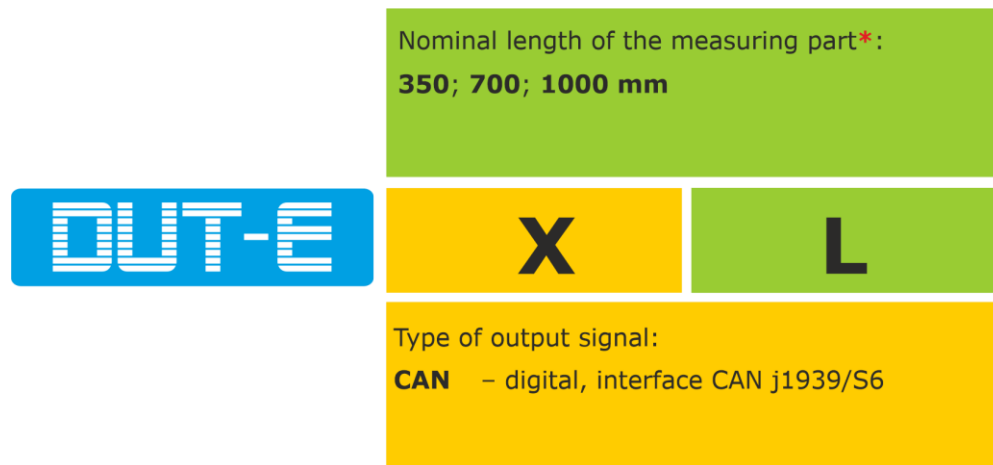 Nominal length of the measuring part*:
350; 700; 1000 mm
DUT-E
X
L
Type of output signal:
CAN – digital, interface CAN j1939/S6